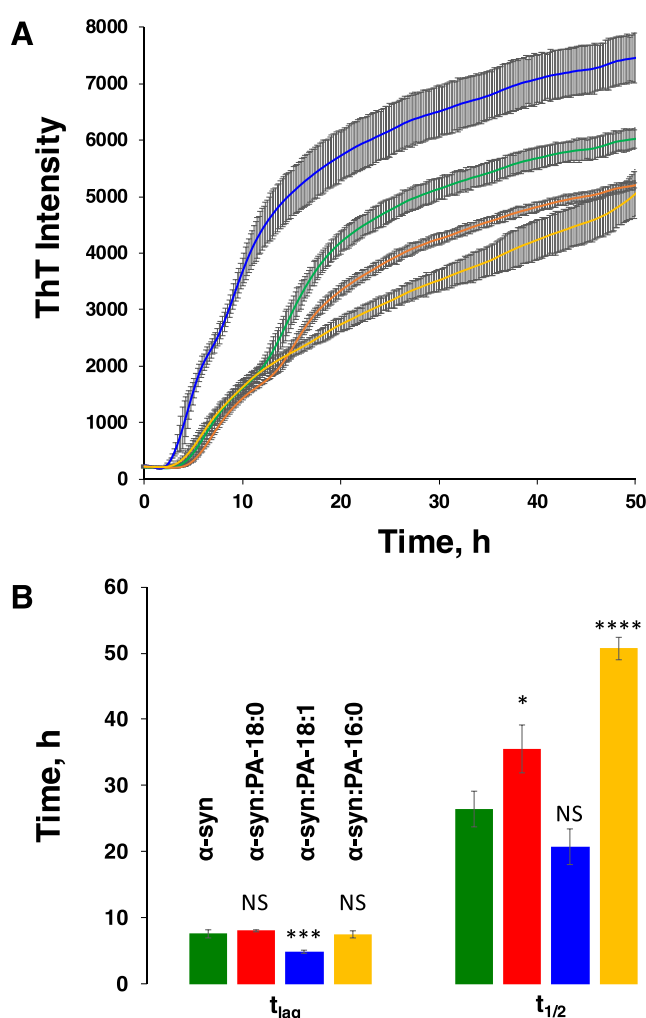 A
8000
7000
6000
5000
4000
3000
2000
1000
0
ThT Intensity
0 10 20 30 40 50
Time, h
B
60
50
40
30
20
10
0
Time, h
α-syn
α-syn:PA-18:0
α-syn:PA-18:1
α-syn:PA-16:0
NS
***
NS
*
NS
****
tlag
t1/2